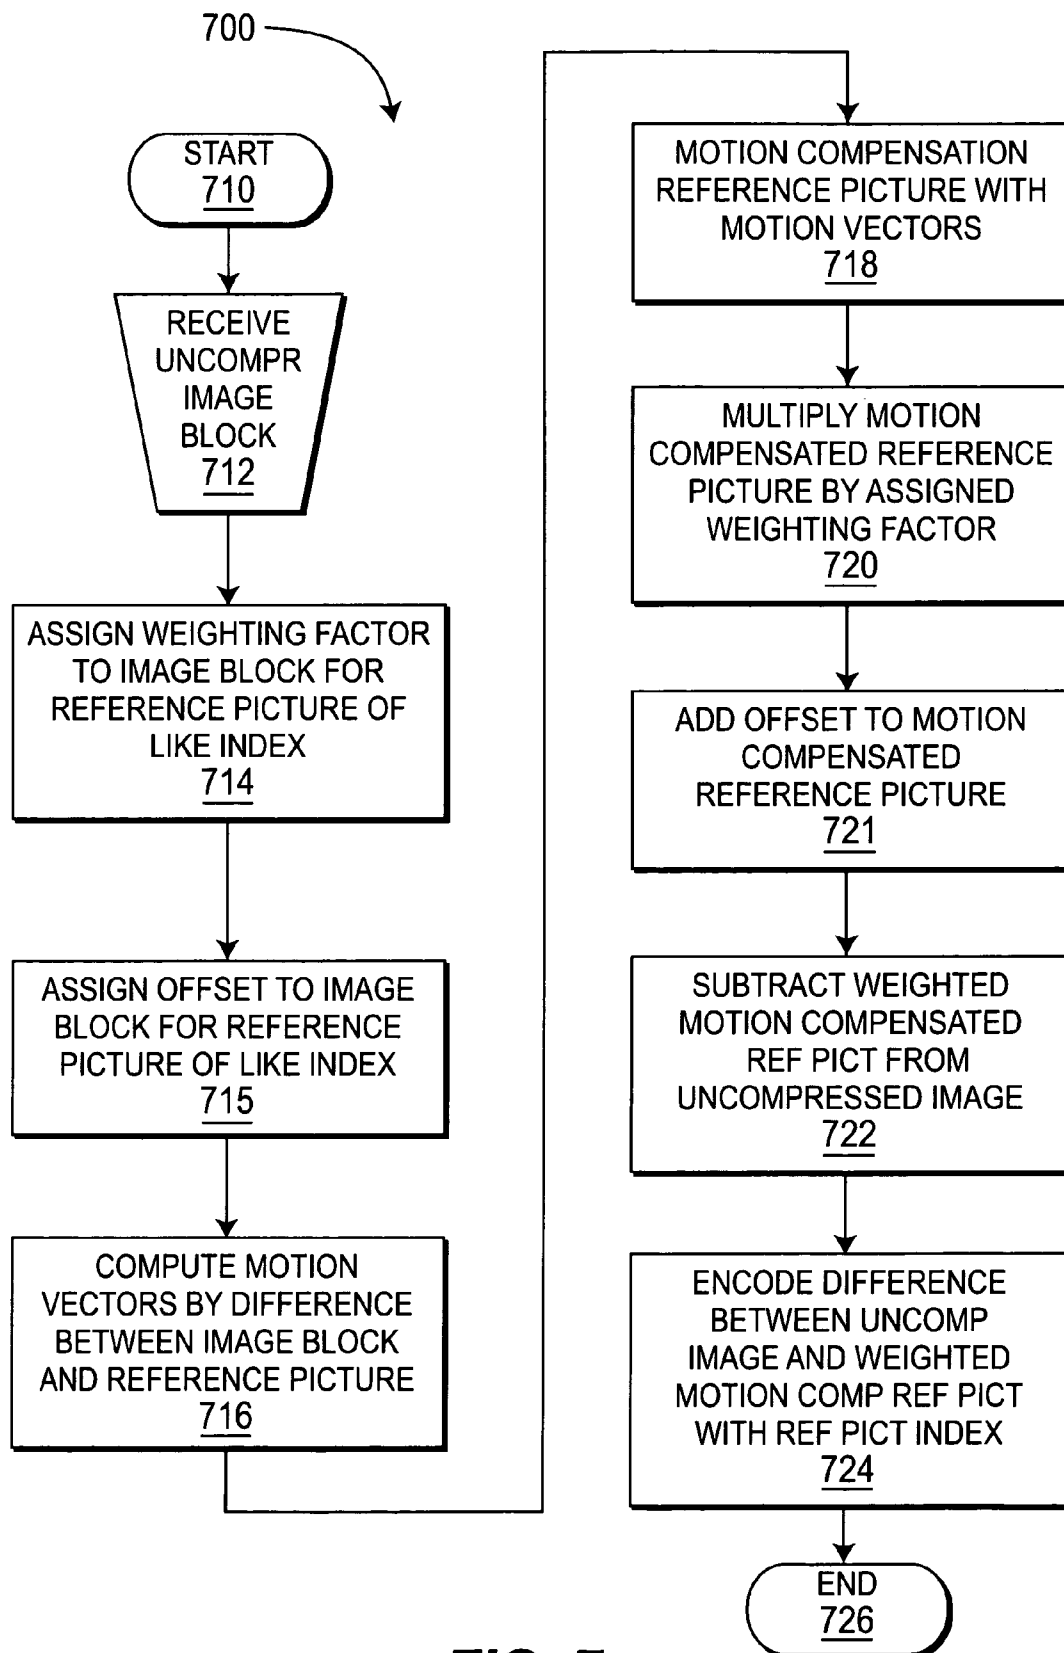 700
START
710
RECEIVE
UNCOMPR
IMAGE
BLOCK
712
ASSIGN WEIGHTING FACTOR
TO IMAGE BLOCK FOR
REFERENCE PICTURE OF
LIKE INDEX
714
ASSIGN OFFSET TO IMAGE
BLOCK FOR REFERENCE
PICTURE OF LIKE INDEX
715
COMPUTE MOTION
VECTORS BY DIFFERENCE
BETWEEN IMAGE BLOCK
AND REFERENCE PICTURE
716
MOTION COMPENSATION
REFERENCE PICTURE WITH
MOTION VECTORS
718
MULTIPLY MOTION
COMPENSATED REFERENCE
PICTURE BY ASSIGNED
WEIGHTING FACTOR
720
ADD OFFSET TO MOTION
COMPENSATED
REFERENCE PICTURE
721
SUBTRACT WEIGHTED
MOTION COMPENSATED
REF PICT FROM
UNCOMPRESSED IMAGE
722
ENCODE DIFFERENCE
BETWEEN UNCOMP
IMAGE AND WEIGHTED
MOTION COMP REF PICT
WITH REF PICT INDEX
724
END
726